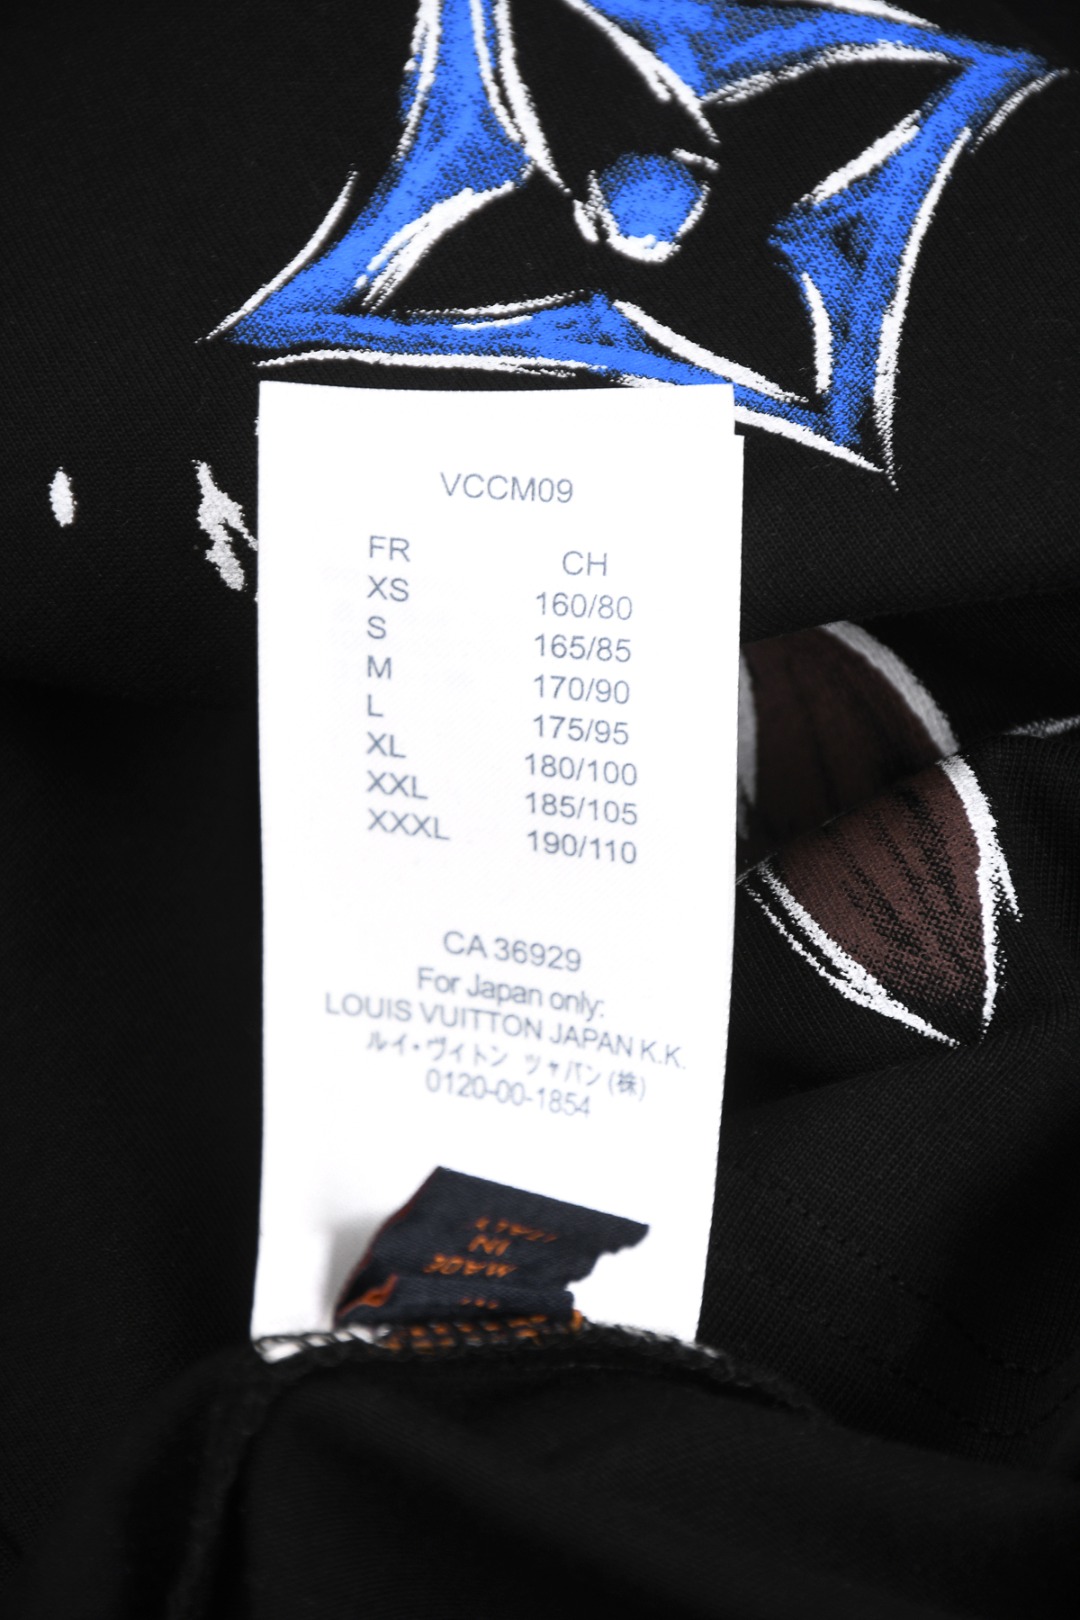 VCCM09
FR CH
XS 160/80
S 165/85
M 170/90
L 175/95
XL 180/100
XXL 185/105
XXXL 190/110
CA 36929
For Japan only:
LOUIS VUITTON JAPAN K.K.
ルイ・ヴィトン ジャパン (株)
0120-00-1854
MADE
IN